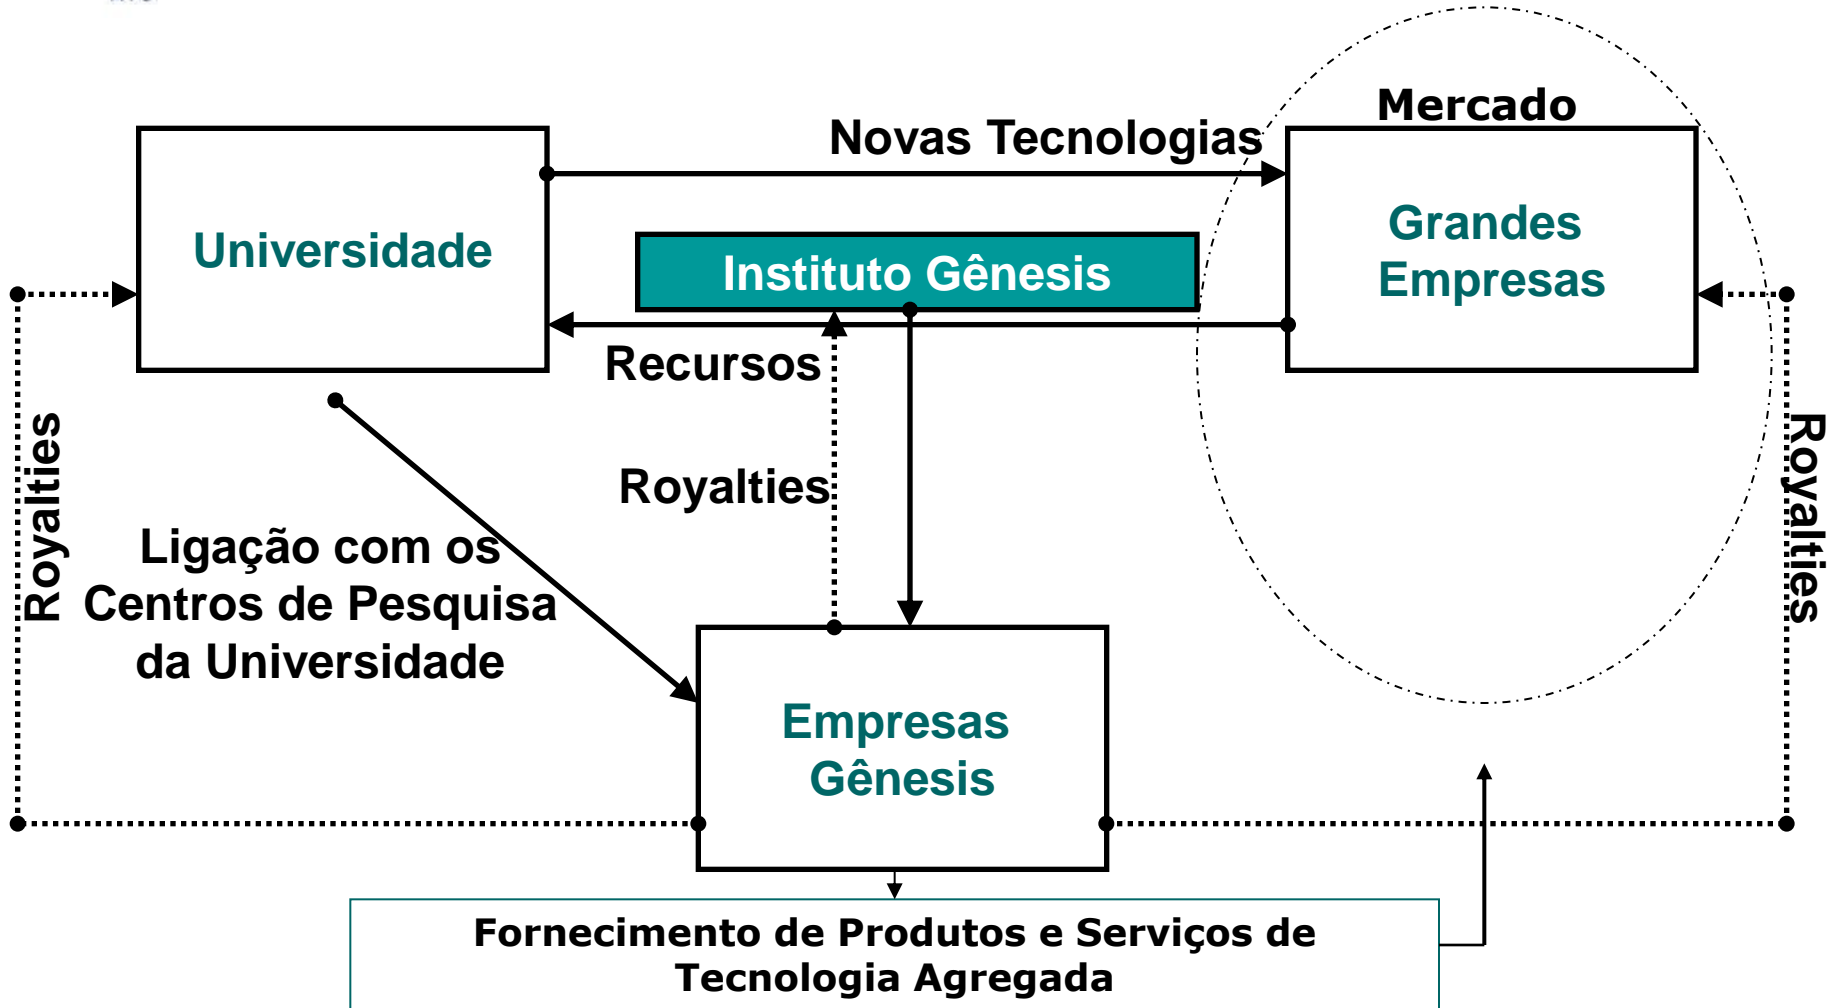 Mercado
Novas Tecnologias
Universidade
Grandes
Empresas
Instituto Gênesis
Recursos
Royalties
Royalties
Royalties
Ligação com os
Centros de Pesquisa
da Universidade
Empresas
Gênesis
Fornecimento de Produtos e Serviços de
Tecnologia Agregada